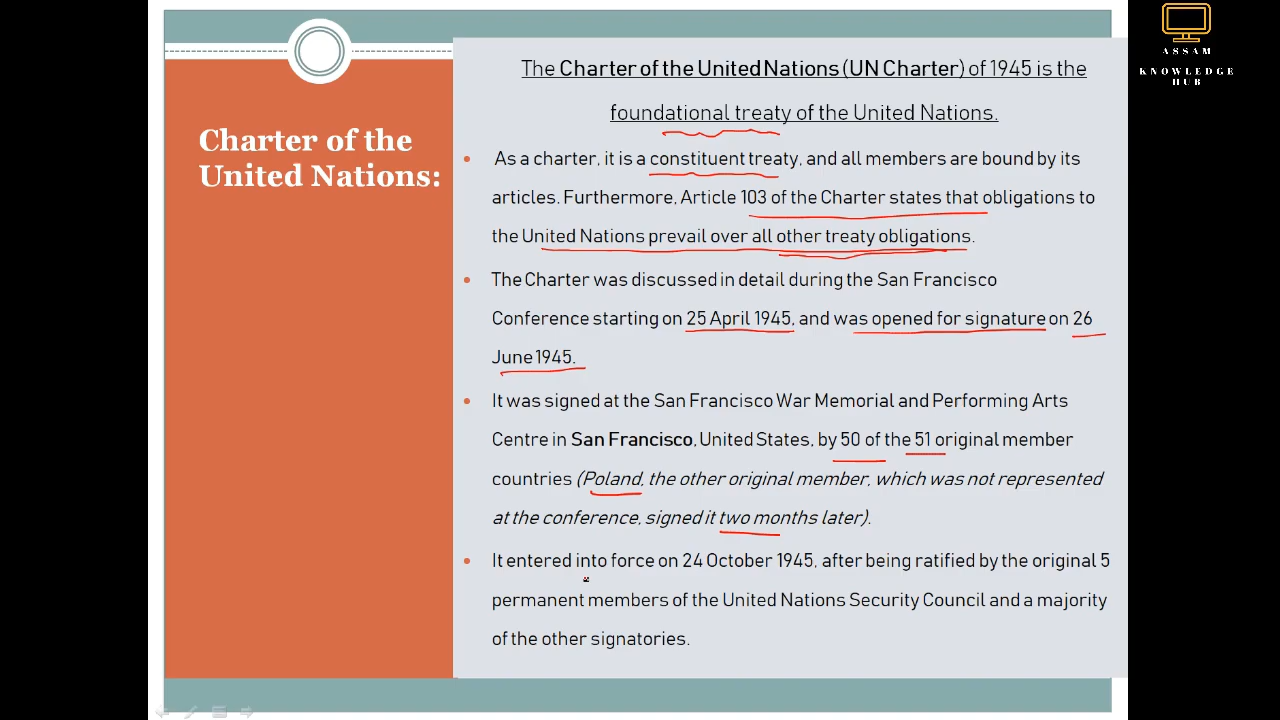 ASSAM
KNOWLEDGE
HUB
Charter of the
United Nations:
The Charter of the United Nations (UN Charter) of 1945 is the
foundational treaty of the United Nations.
As a charter, it is a constituent treaty, and all members are bound by its
articles. Furthermore, Article 103 of the Charter states that obligations to
the United Nations prevail over all other treaty obligations.
The Charter was discussed in detail during the San Francisco
Conference starting on 25 April 1945, and was opened for signature on 26
June 1945.
It was signed at the San Francisco War Memorial and Performing Arts
Centre in San Francisco, United States, by 50 of the 51 original member
countries (Poland, the other original member, which was not represented
at the conference, signed it two months later).
It entered into force on 24 October 1945, after being ratified by the original 5
permanent members of the United Nations Security Council and a majority
of the other signatories.